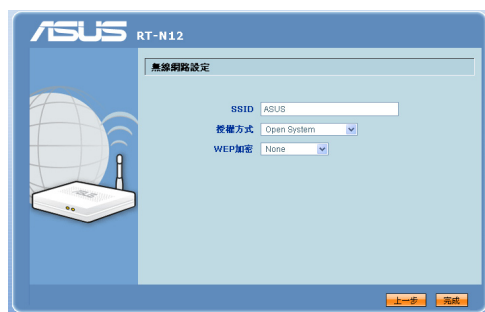 ASUS RT-N12
無線網路設定
SSID ASUS
授權方式 Open System
WEP加密 None
ASUS
上一步 完成